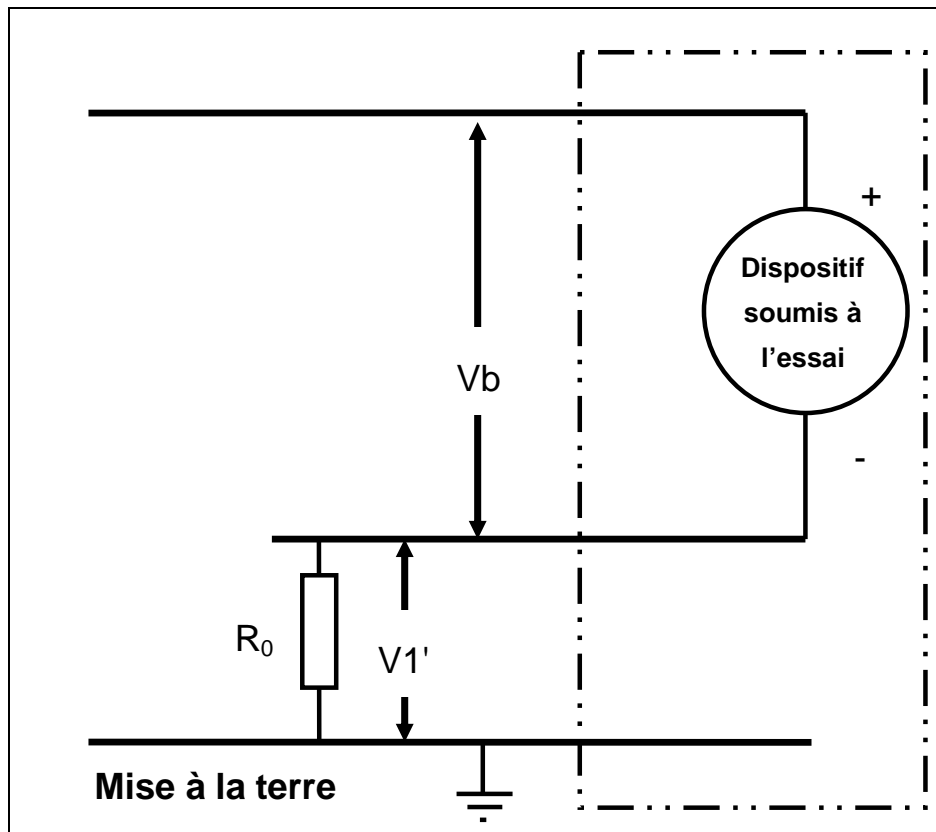 +
Dispositif
soumis à
l'essai
Vb
-
R₀
V1'
Mise à la terre